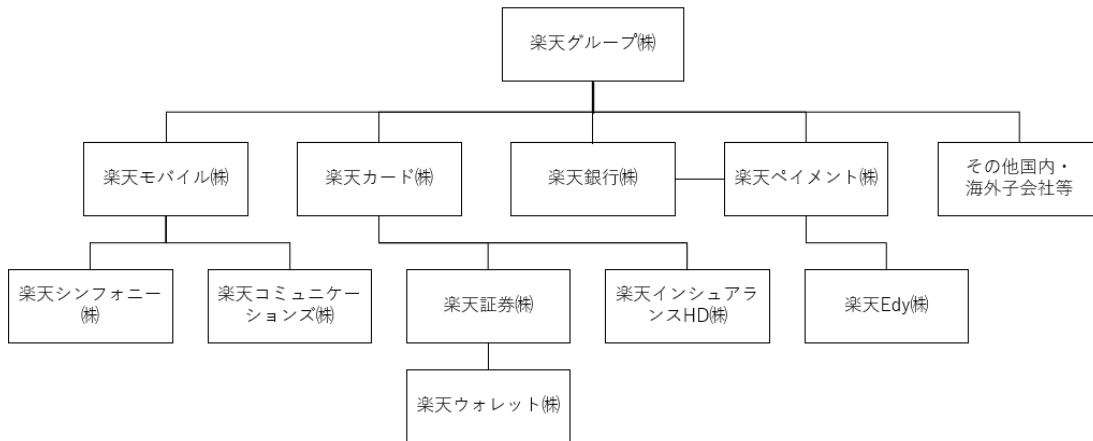 楽天グループ㈱
楽天モバイル㈱
楽天カード㈱
楽天銀行㈱
楽天ペイメント㈱
その他国内・
海外子会社等
楽天シンフォニー
㈱
楽天コミュニケー
ションズ㈱
楽天証券㈱
楽天インシュアラ
ンスHD㈱
楽天Edy㈱
楽天ウォレット㈱